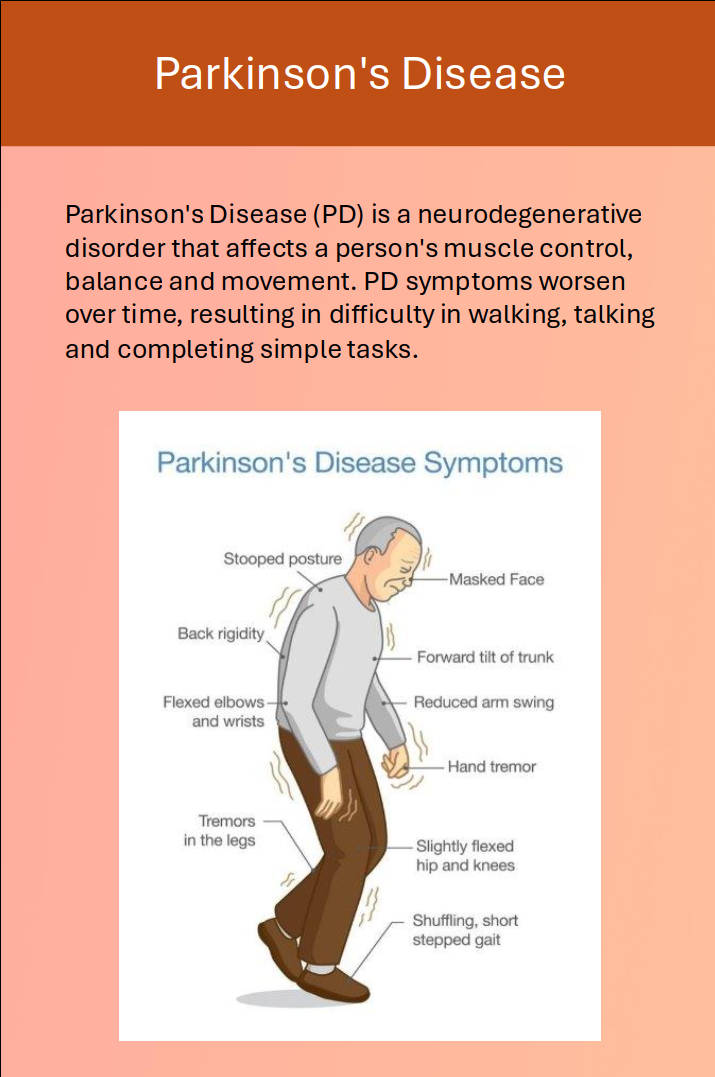 Parkinson's Disease
Parkinson's Disease (PD) is a neurodegenerative
disorder that affects a person's muscle control,
balance and movement. PD symptoms worsen
over time, resulting in difficulty in walking, talking
and completing simple tasks.
Parkinson's Disease Symptoms
Stooped posture
Masked Face
Back rigidity
Forward tilt of trunk
Flexed elbows
and wrists
Reduced arm swing
Hand tremor
Tremors
in the legs
Slightly flexed
hip and knees
Shuffling, short
stepped gait